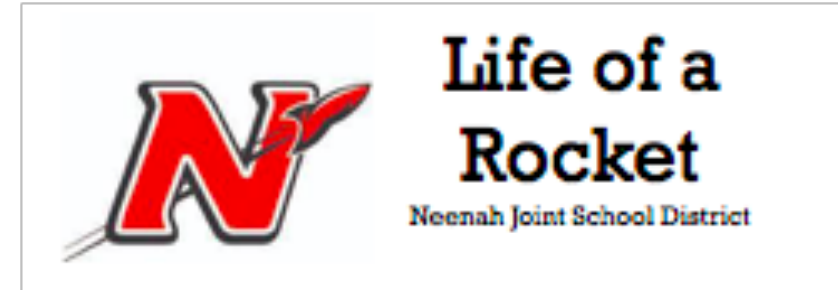 N
Life of a
Rocket
Neenah Joint School District